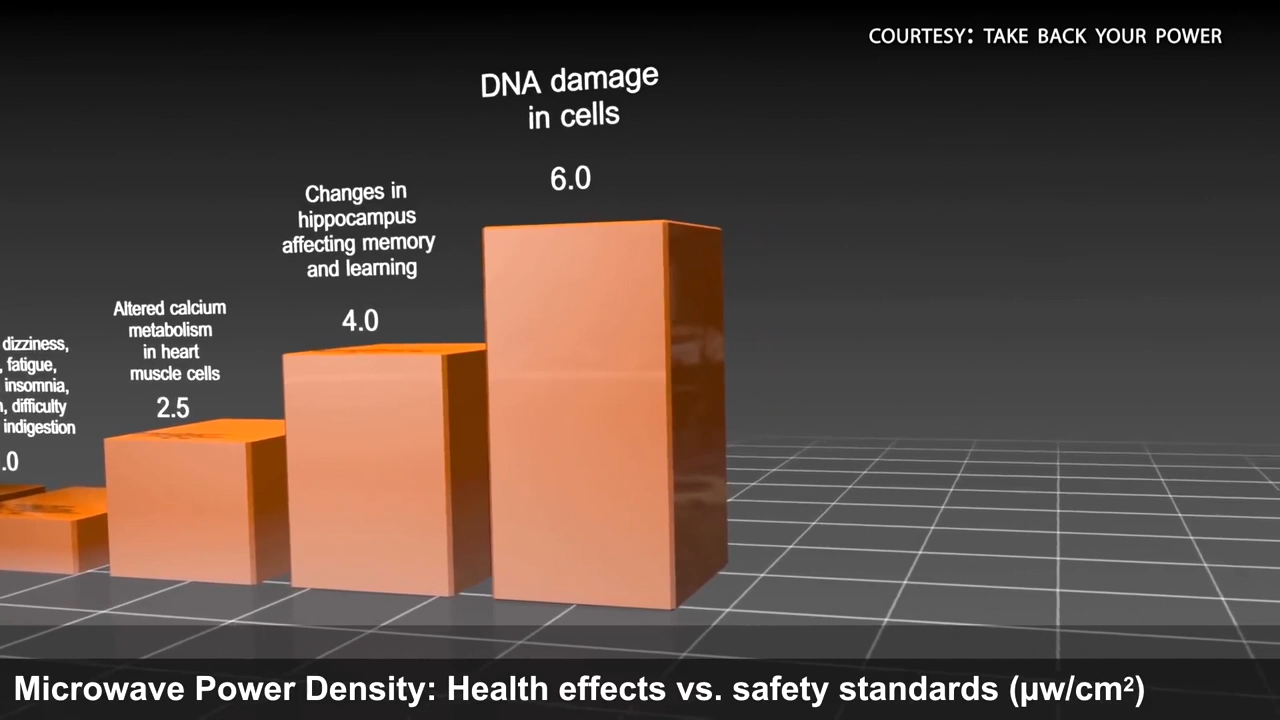 COURTESY: TAKE BACK YOUR POWER
DNA damage
in cells
6.0
Changes in
hippocampus
affecting memory
and learning
4.0
Altered calcium
metabolism
in heart
muscle cells
2.5
dizziness,
, fatigue,
insomnia,
, difficulty
indigestion
.0
Microwave Power Density: Health effects vs. safety standards (µw/cm²)